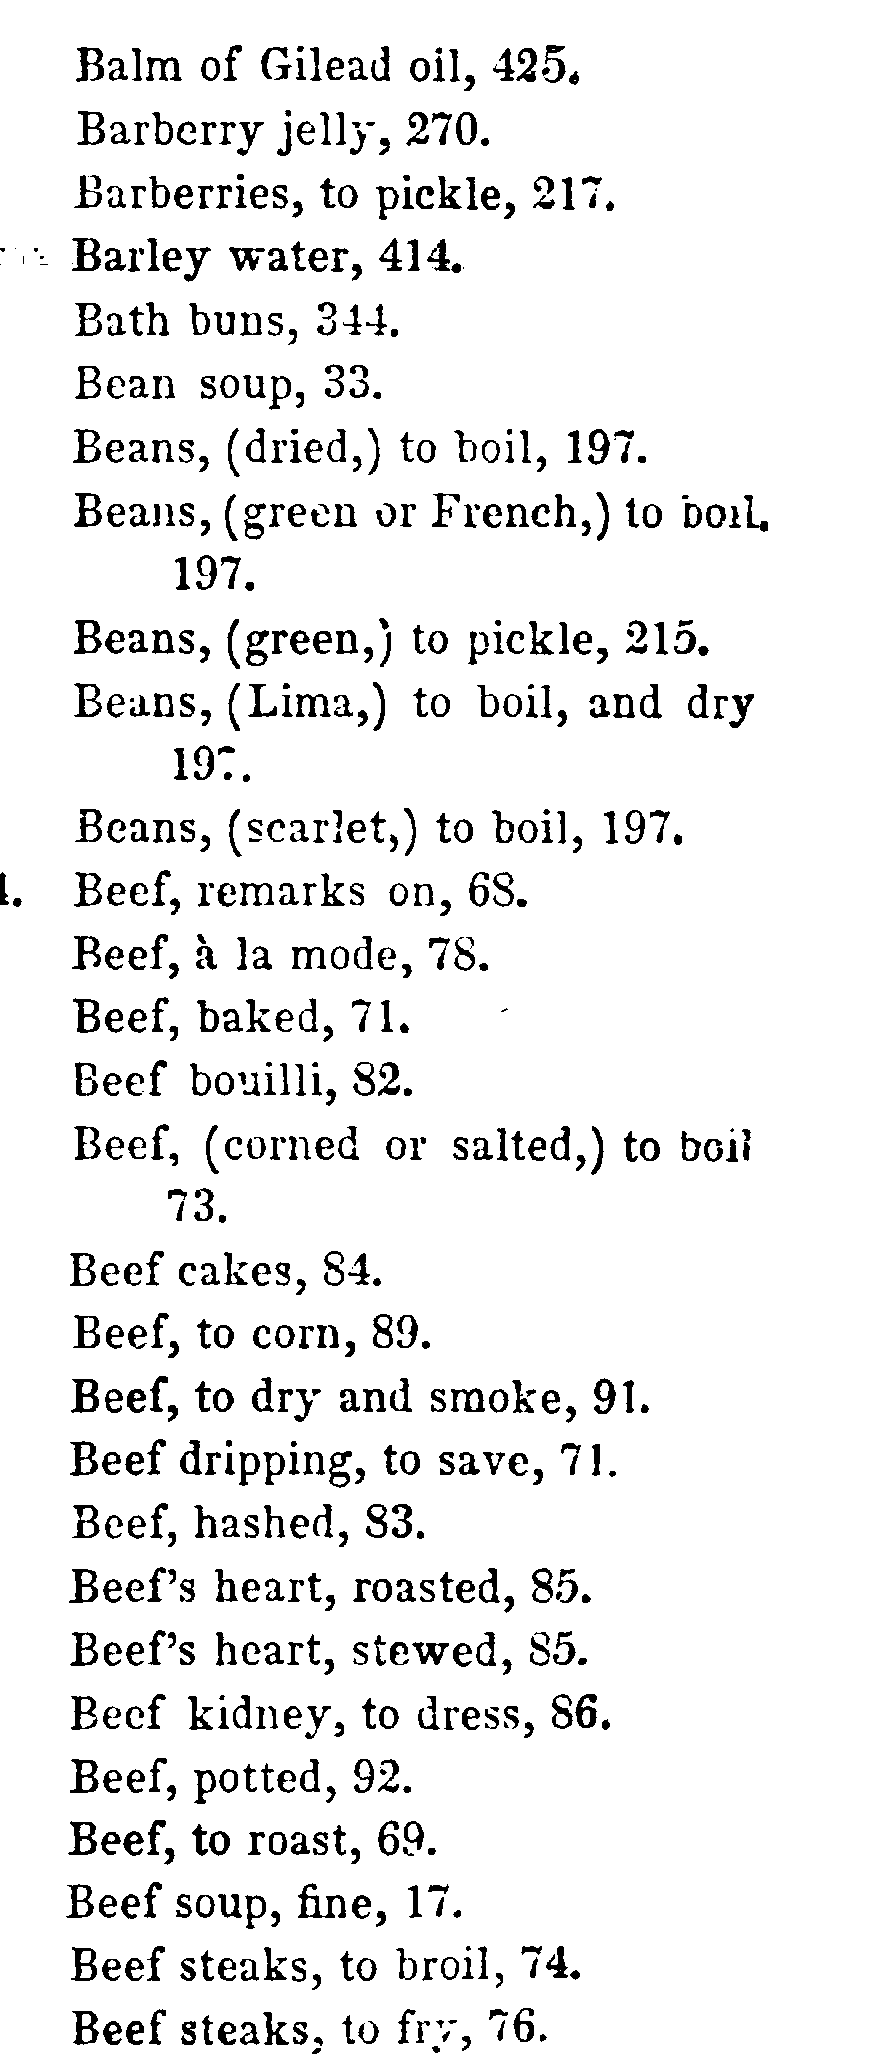 Balm of Gilead oil, 425.
Barberry jelly, 270.
Barberries, to pickle, 217.
Barley water, 414.
Bath buns, 344.
Bean soup, 33.
Beans, (dried,) to boil, 197.
Beans, (green or French,) to boil.
197.
Beans, (green,) to pickle, 215.
Beans, (Lima,) to boil, and dry
197.
Beans, (scarlet,) to boil, 197.
Beef, remarks on, 68.
Beef, à la mode, 78.
Beef, baked, 71.
Beef bouilli, 82.
Beef, (corned or salted,) to boil
73.
Beef cakes, 84.
Beef, to corn, 89.
Beef, to dry and smoke, 91.
Beef dripping, to save, 71.
Beef, hashed, 83.
Beef's heart, roasted, 85.
Beef's heart, stewed, 85.
Beef kidney, to dress, 86.
Beef, potted, 92.
Beef, to roast, 69.
Beef soup, fine, 17.
Beef steaks, to broil, 74.
Beef steaks, to fry, 76.